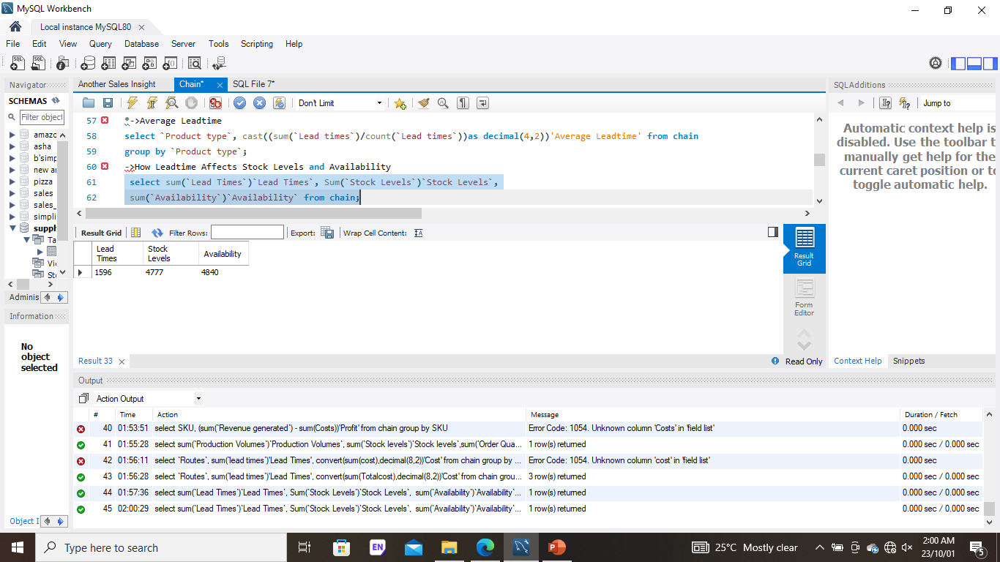 MySQL Workbench
Local instance MySQL80
File Edit View Query Database Server Tools Scripting Help
Navigator
SCHEMAS
Filter object
amazo
asha
b'simp
new ar
pizza
sales
sales_
simpli
suppl
Ta
Vie
St
Adminis
Information
No
object
selected
Object I
Another Sales Insight Chain* SQL File 7*
Don't Limit
57 *->Average Leadtime
58 select `Product type`, cast((sum(`Lead times`)/count(`Lead times`))as decimal(4,2))'Average Leadtime' from chain
59 group by `Product type`;
60 ->How Leadtime Affects Stock Levels and Availability
61 select sum(`Lead Times`)`Lead Times`, Sum(`Stock Levels`)`Stock Levels`,
62 sum(`Availability`)`Availability` from chain;
Result Grid Filter Rows: Export: Wrap Cell Content:
Lead Times Stock Levels Availability
1596 4777 4840
Result Grid
Form Editor
Result 33 Read Only
SQLAdditions
Jump to
Automatic context help is
disabled. Use the toolbar t
manually get help for the
current caret position or to
toggle automatic help.
Context Help Snippets
Output
Action Output
# Time Action Message Duration / Fetch
40 01:53:51 select SKU, (sum(`Revenue generated`) - sum(Costs))'Profit' from chain group by SKU Error Code: 1054. Unknown column 'Costs' in 'field list' 0.000 sec
41 01:55:28 select sum(`Production Volumes`)`Production Volumes`, sum(`Stock levels`)`Stock levels`,sum(`Order Qua... 1 row(s) returned 0.000 sec / 0.000 sec
42 01:56:11 select `Routes`, sum(`lead times`)'Lead Times', convert(sum(cost),decimal(8,2))'Cost' from chain group by ... Error Code: 1054. Unknown column 'cost' in 'field list' 0.000 sec
43 01:56:28 select `Routes`, sum(`lead times`)'Lead Times', convert(sum(Totalcost),decimal(8,2))'Cost' from chain grou... 3 row(s) returned 0.000 sec / 0.000 sec
44 01:57:36 select sum(`Lead Times`)`Lead Times`, Sum(`Stock Levels`)`Stock Levels`, sum(`Availability`)`Availability`... 1 row(s) returned 0.000 sec / 0.000 sec
45 02:00:29 select sum(`Lead Times`)`Lead Times`, Sum(`Stock Levels`)`Stock Levels`, sum(`Availability`)`Availability`... 1 row(s) returned 0.000 sec / 0.000 sec
Type here to search
EN
25°C Mostly clear
2:00 AM
23/10/01
5